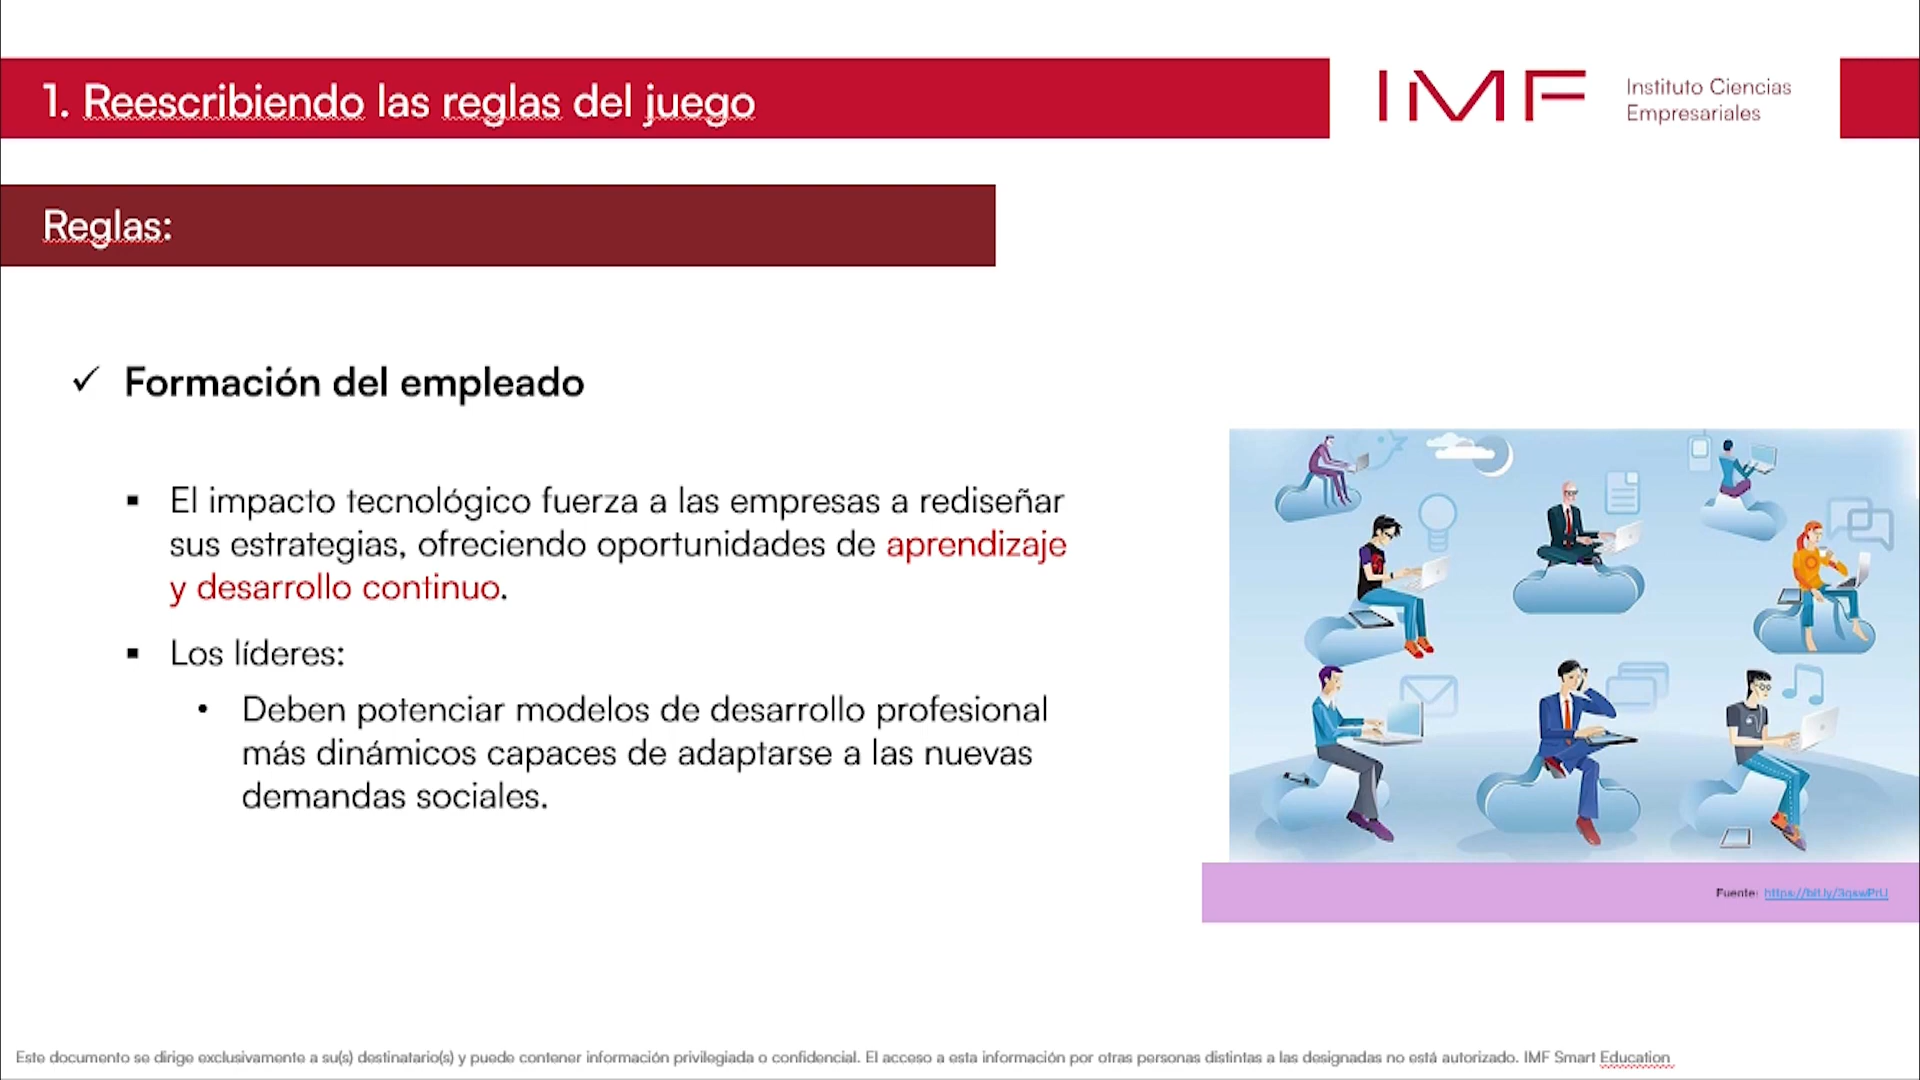 1. Reescribiendo las reglas del juego
IMF
Instituto Ciencias
Empresariales
Reglas:
✓ Formación del empleado
▪ El impacto tecnológico fuerza a las empresas a rediseñar
sus estrategias, ofreciendo oportunidades de aprendizaje
y desarrollo continuo.
▪ Los líderes:
• Deben potenciar modelos de desarrollo profesional
más dinámicos capaces de adaptarse a las nuevas
demandas sociales.
Fuente: https://bit.ly/3qswPrU
Este documento se dirige exclusivamente a su(s) destinatario(s) y puede contener información privilegiada o confidencial. El acceso a esta información por otras personas distintas a las designadas no está autorizado. IMF Smart Education